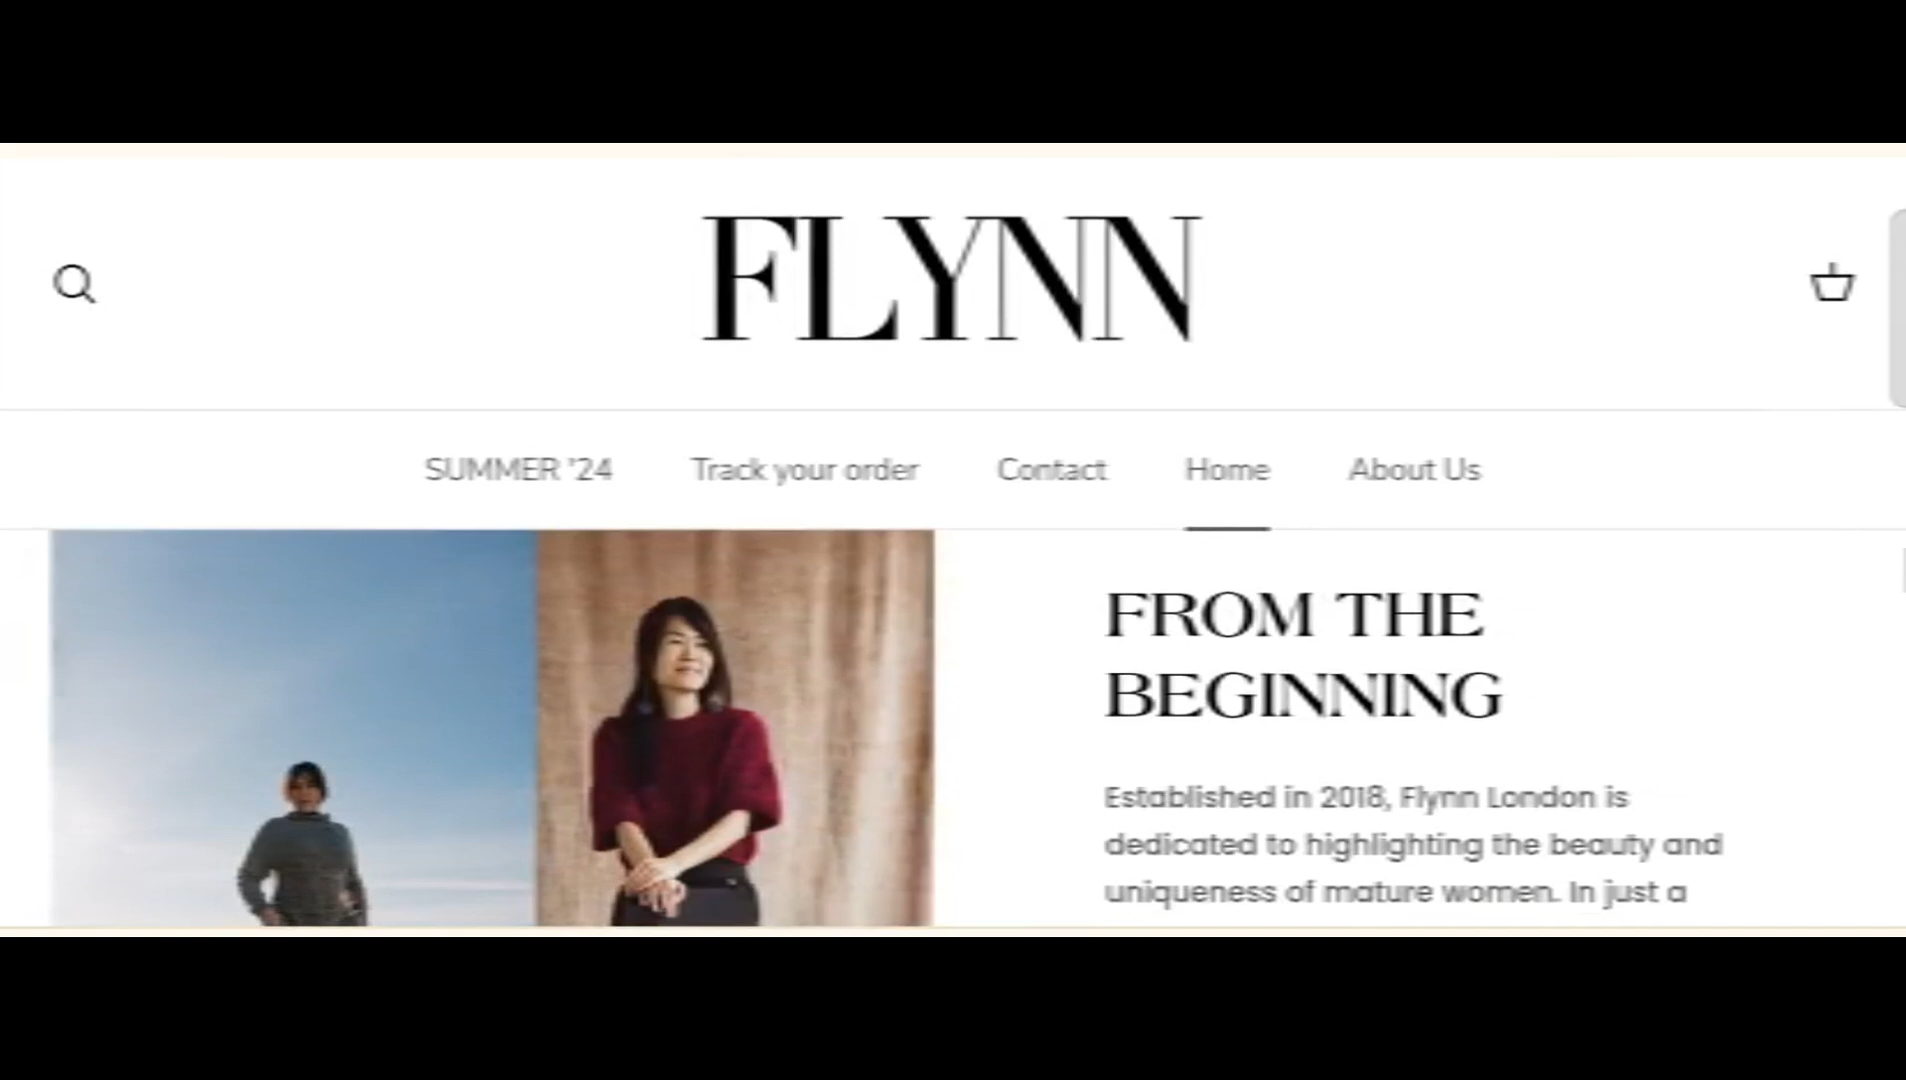 FLYNN
SUMMER '24 Track your order Contact Home About Us
FROM THE
BEGINNING
Established in 2018, Flynn London is
dedicated to highlighting the beauty and
uniqueness of mature women. In just a